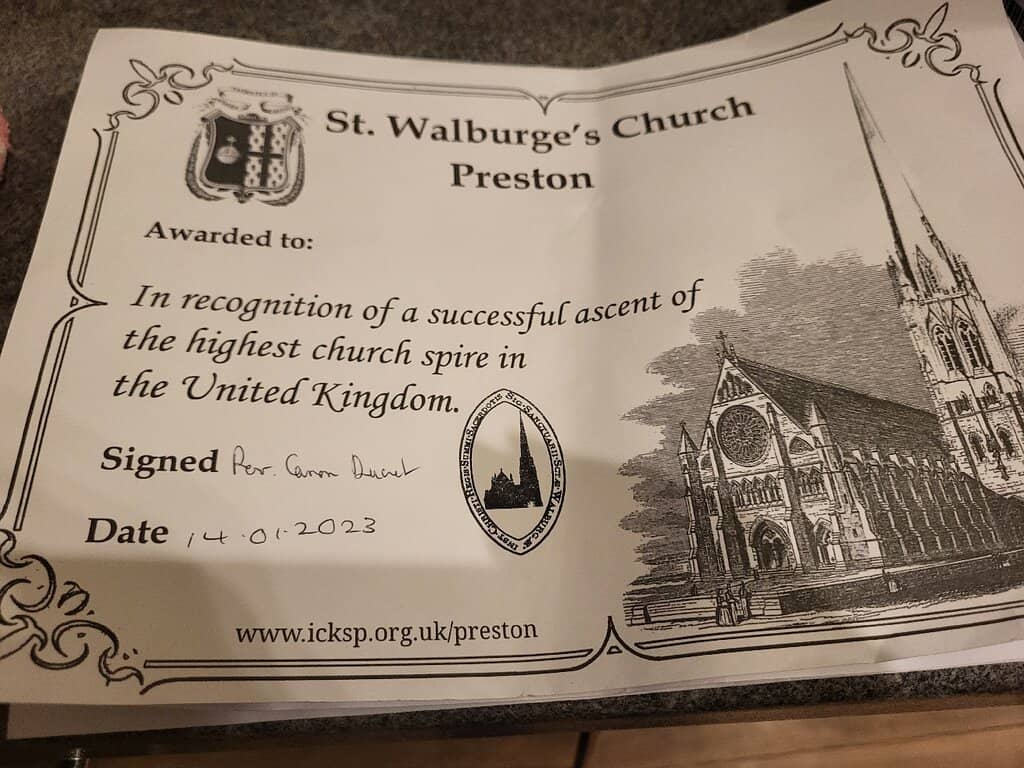 St. Walburge's Church
Preston
Awarded to:
In recognition of a successful ascent of
the highest church spire in
the United Kingdom.
Signed Rev. Canon Ducret
Date 14.01.2023
www.icksp.org.uk/preston